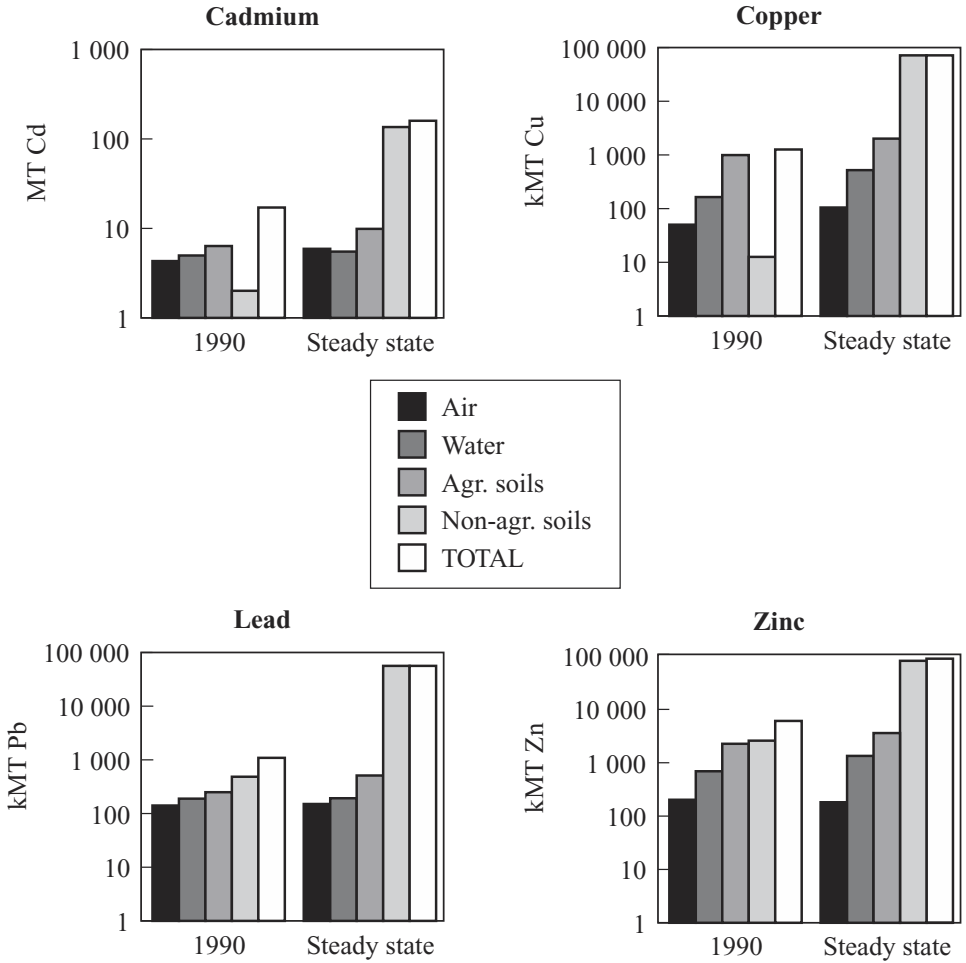 Cadmium
1 000
100
10
1
MT Cd
1990
Steady state
Copper
100 000
10 000
1 000
100
10
1
kMT Cu
1990
Steady state
Air
Water
Agr. soils
Non-agr. soils
TOTAL
Lead
100 000
10 000
1 000
100
10
1
kMT Pb
1990
Steady state
Zinc
100 000
10 000
1 000
100
10
1
kMT Zn
1990
Steady state